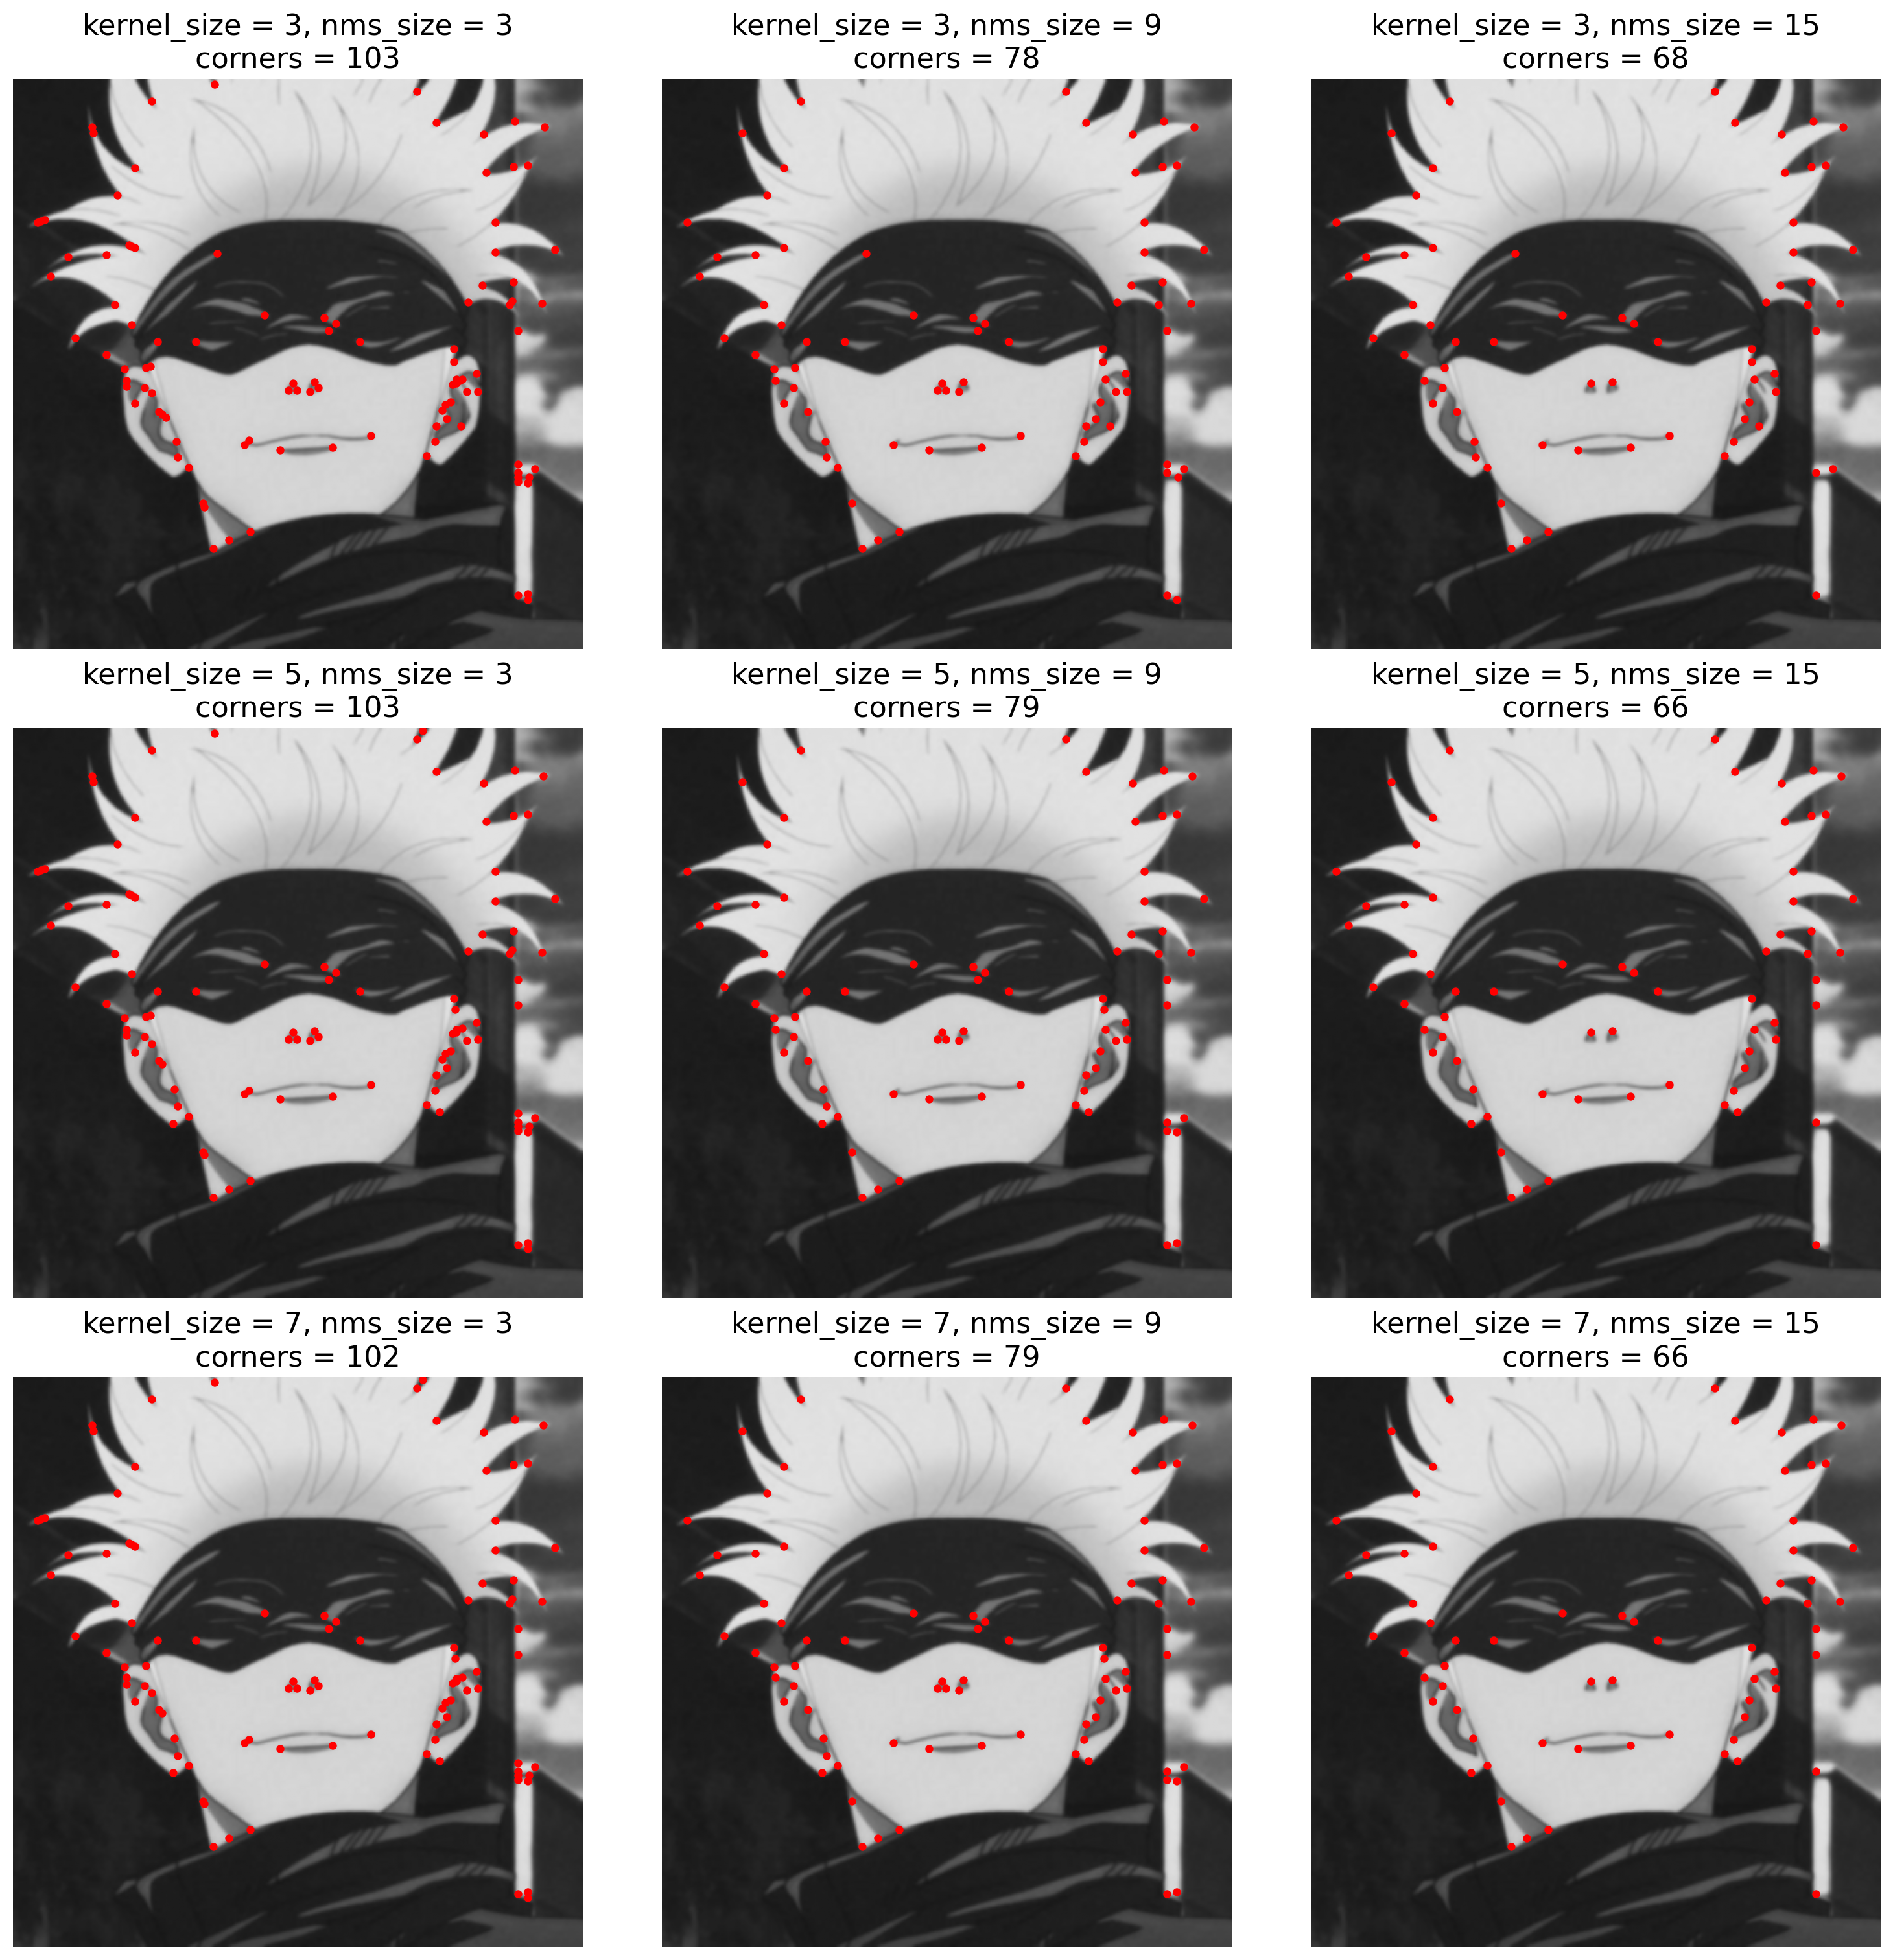 kernel_size = 3, nms_size = 3
corners = 103
kernel_size = 3, nms_size = 9
corners = 78
kernel_size = 3, nms_size = 15
corners = 68
kernel_size = 5, nms_size = 3
corners = 103
kernel_size = 5, nms_size = 9
corners = 79
kernel_size = 5, nms_size = 15
corners = 66
kernel_size = 7, nms_size = 3
corners = 102
kernel_size = 7, nms_size = 9
corners = 79
kernel_size = 7, nms_size = 15
corners = 66